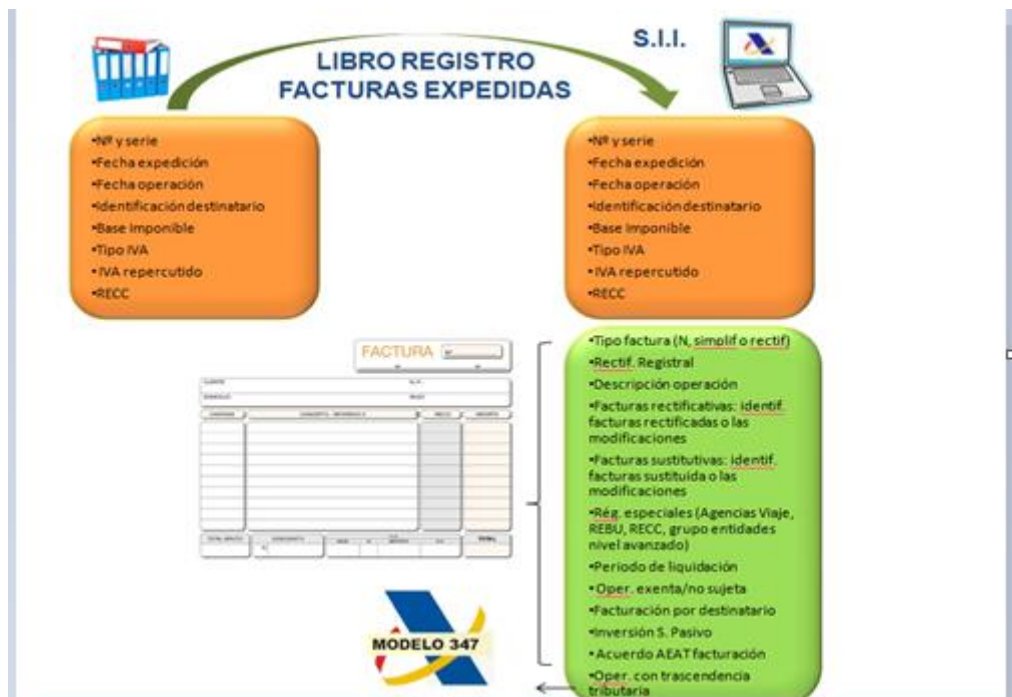 S.I.I.
LIBRO REGISTRO
FACTURAS EXPEDIDAS
•Nº y serie
•Fecha expedición
•Fecha operación
•Identificación destinatario
•Base Imponible
•Tipo IVA
• IVA repercutido
•RECC
•Nº y serie
•Fecha expedición
•Fecha operación
•Identificación destinatario
•Base Imponible
•Tipo IVA
• IVA repercutido
•RECC
FACTURA Nº
TOTAL
•Tipo factura (N, simplif o rectif)
•Rectif. Registral
•Descripción operación
•Facturas rectificativas: identif.
facturas rectificadas o las
modificaciones
•Facturas sustitutivas: identif.
facturas sustituida o las
modificaciones
•Rég. especiales (Agencias Viaje,
REBU, RECC, grupo entidades
nivel avanzado)
•Periodo de liquidación
• Oper. exenta/no sujeta
•Facturación por destinatario
•Inversión S. Pasivo
• Acuerdo AEAT facturación
•Oper. con trascendencia
tributaria
MODELO 347